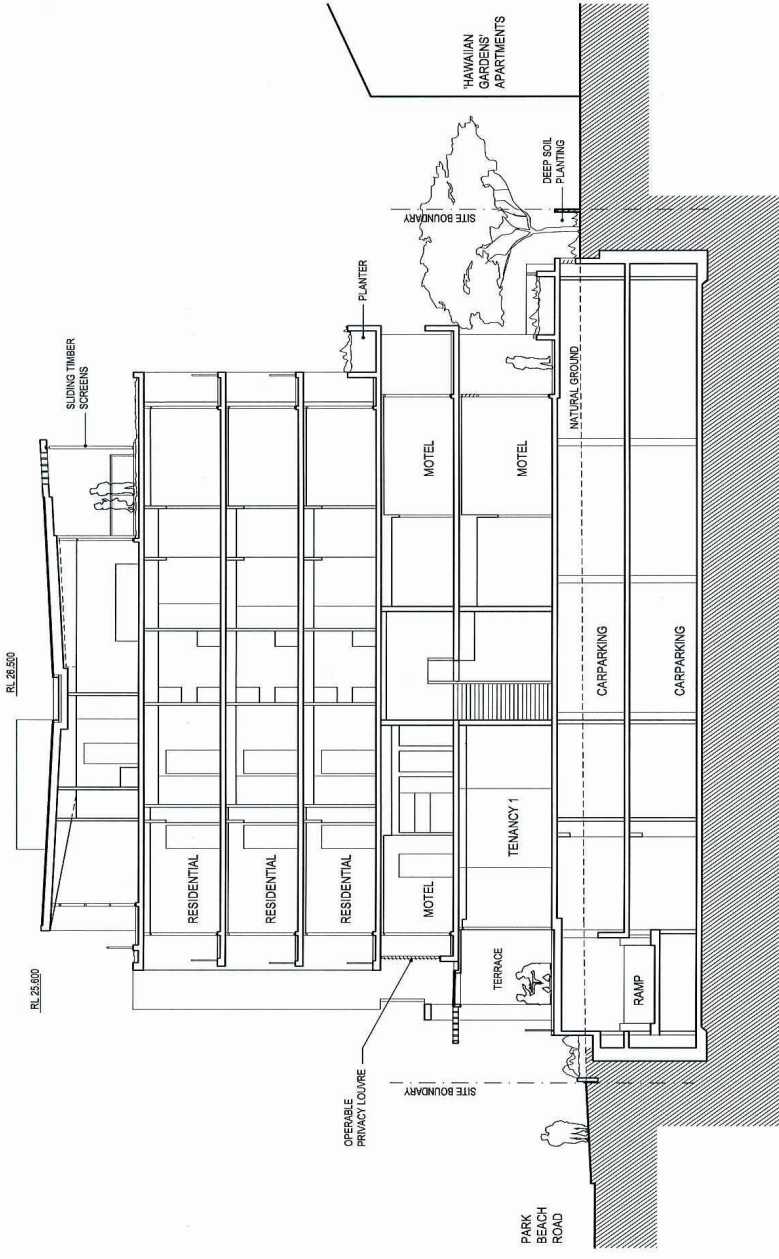 RL 25.600
RL 26.500
SLIDING TIMBER
SCREENS
RESIDENTIAL
RESIDENTIAL
RESIDENTIAL
PLANTER
OPERABLE
PRIVACY LOUVRE
MOTEL
MOTEL
TERRACE
TENANCY 1
MOTEL
SITE BOUNDARY
SITE BOUNDARY
'HAWAIIAN
GARDENS'
APARTMENTS
DEEP SOIL
PLANTING
PARK
BEACH
ROAD
NATURAL GROUND
RAMP
CARPARKING
CARPARKING